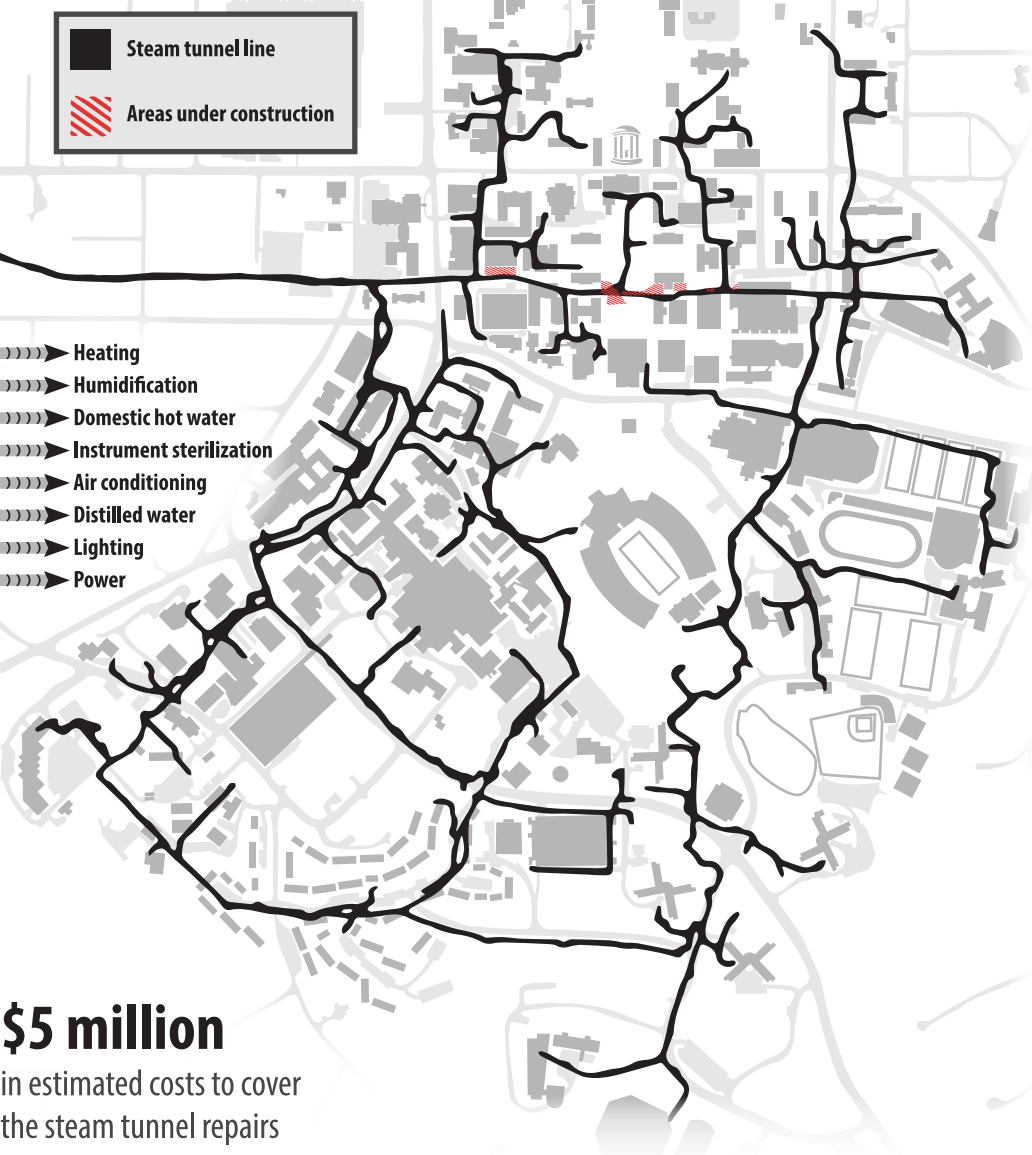 Steam tunnel line
Areas under construction
Heating
Humidification
Domestic hot water
Instrument sterilization
Air conditioning
Distilled water
Lighting
Power
$5 million
in estimated costs to cover
the steam tunnel repairs